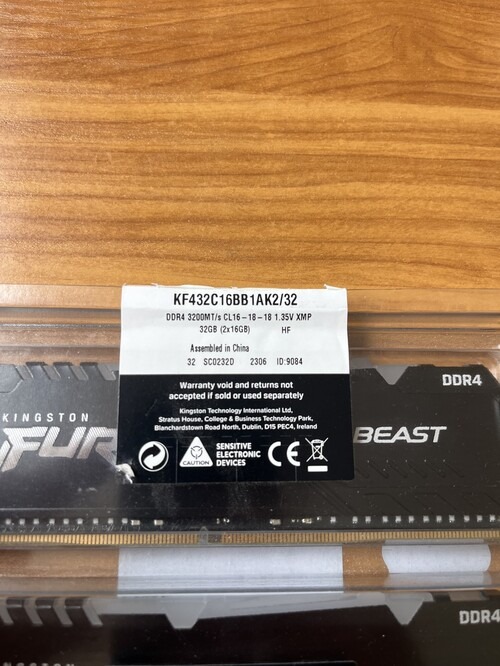 KF432C16BB1AK2/32
DDR4 3200MT/s CL16-18-18 1.35V XMP
32GB (2x16GB) HF
Assembled in China
32 SC0232D 2306 ID:9084
Warranty void and returns not
accepted if sold or used separately
Kingston Technology International Ltd,
Stratus House, College & Business Technology Park,
Blanchardstown Road North, Dublin, D15 PEC4, Ireland
CAUTION
SENSITIVE
ELECTRONIC
DEVICES
CE
DDR4
KINGSTON
FUR
BEAST
DDR4
KINGSTON